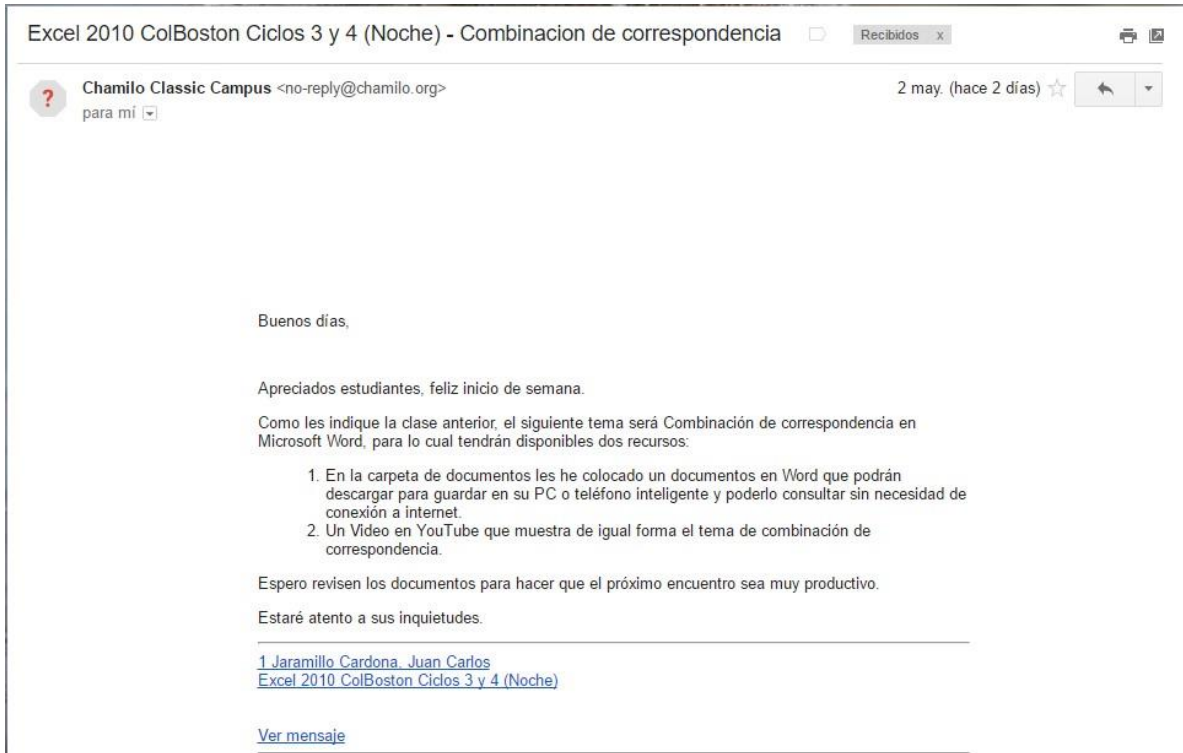 Excel 2010 ColBoston Ciclos 3 y 4 (Noche) - Combinacion de correspondencia Recibidos x
Chamilo Classic Campus <no-reply@chamilo.org> 2 may. (hace 2 días)
para mí
Buenos días,
Apreciados estudiantes, feliz inicio de semana.
Como les indique la clase anterior, el siguiente tema será Combinación de correspondencia en
Microsoft Word, para lo cual tendrán disponibles dos recursos:
1. En la carpeta de documentos les he colocado un documentos en Word que podrán
descargar para guardar en su PC o teléfono inteligente y poderlo consultar sin necesidad de
conexión a internet.
2. Un Video en YouTube que muestra de igual forma el tema de combinación de
correspondencia.
Espero revisen los documentos para hacer que el próximo encuentro sea muy productivo.
Estaré atento a sus inquietudes.
1 Jaramillo Cardona, Juan Carlos
Excel 2010 ColBoston Ciclos 3 y 4 (Noche)
Ver mensaje